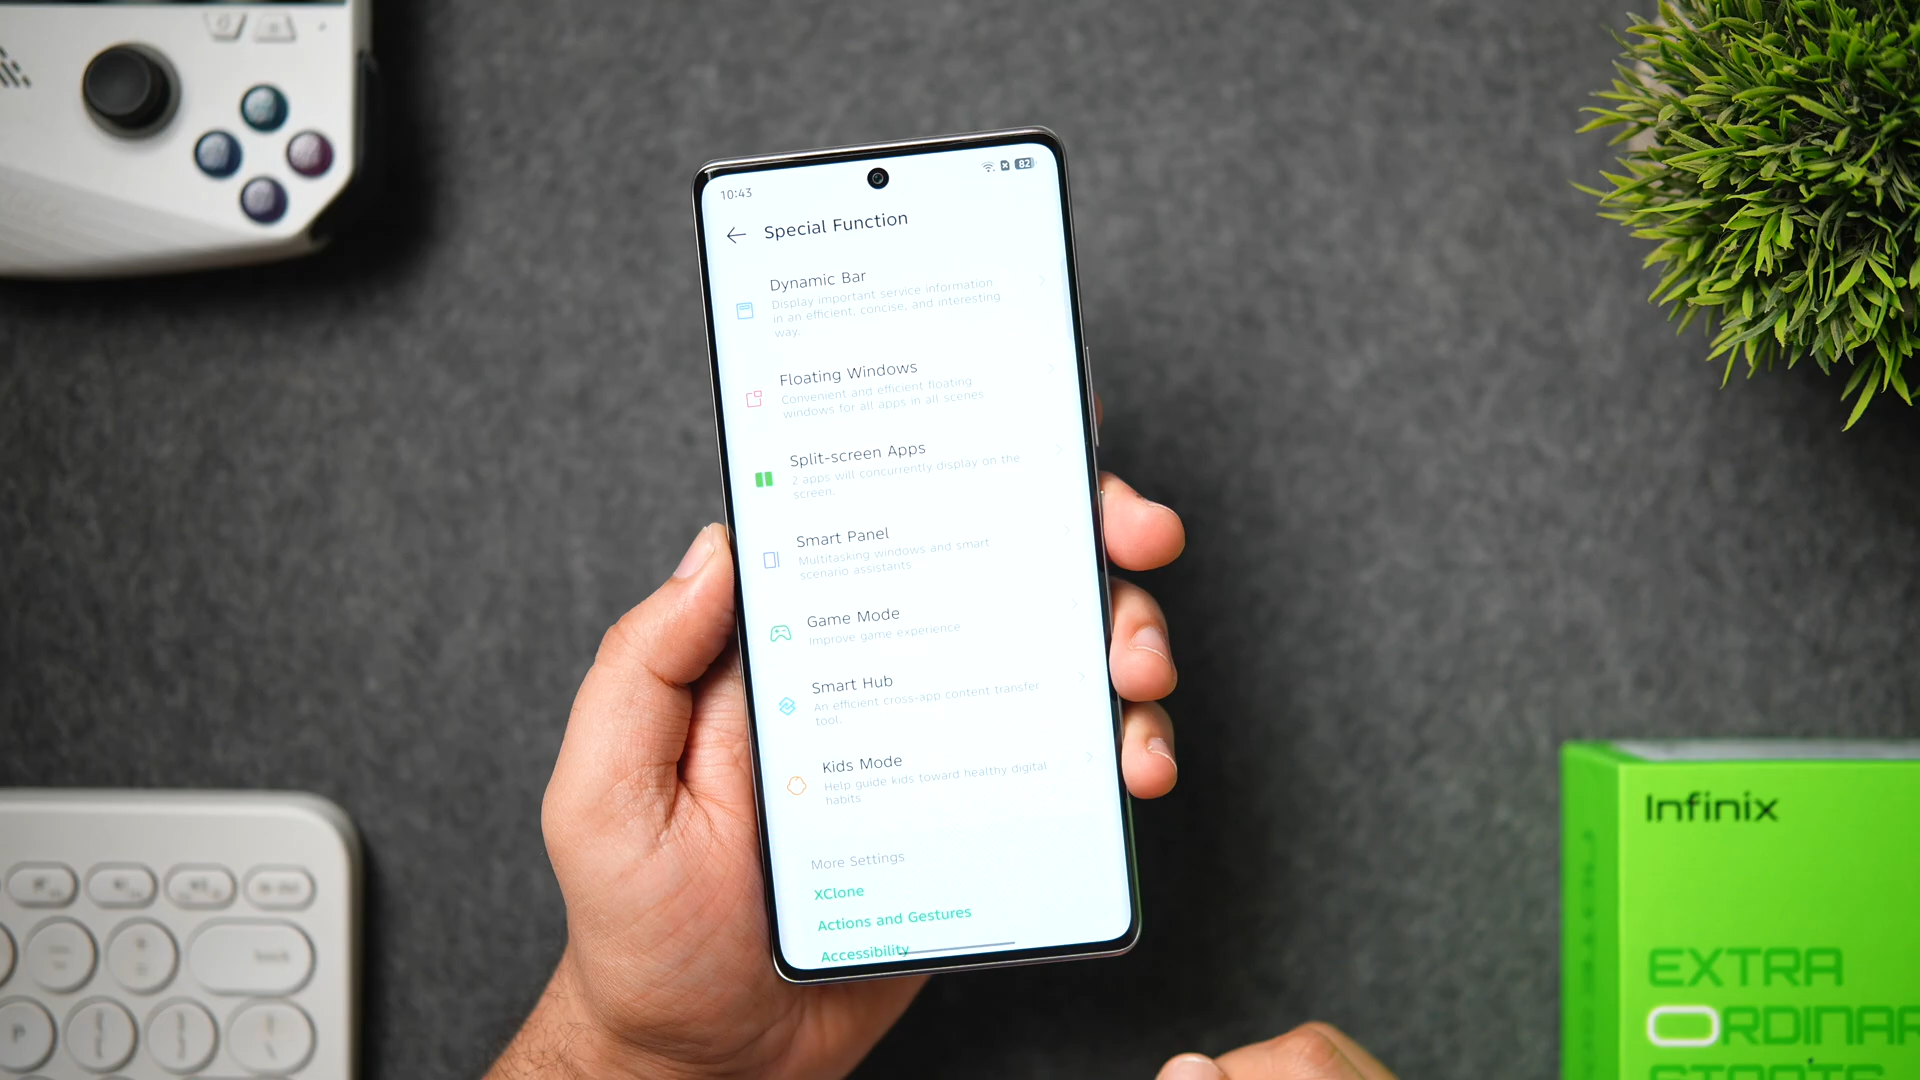 10:43
82
Special Function
Dynamic Bar
Display important service information
in an efficient, concise, and interesting
way.
Floating Windows
Convenient and efficient floating
windows for all apps in all scenes
Split-screen Apps
2 apps will concurrently display on the
screen.
Smart Panel
Multitasking windows and smart
scenario assistants
Game Mode
Improve game experience
Smart Hub
An efficient cross-app content transfer
tool.
Kids Mode
Help guide kids toward healthy digital
habits
More Settings
XClone
Actions and Gestures
Accessibility
Infinix
EXTRA
ORDINAR
STARTS
P